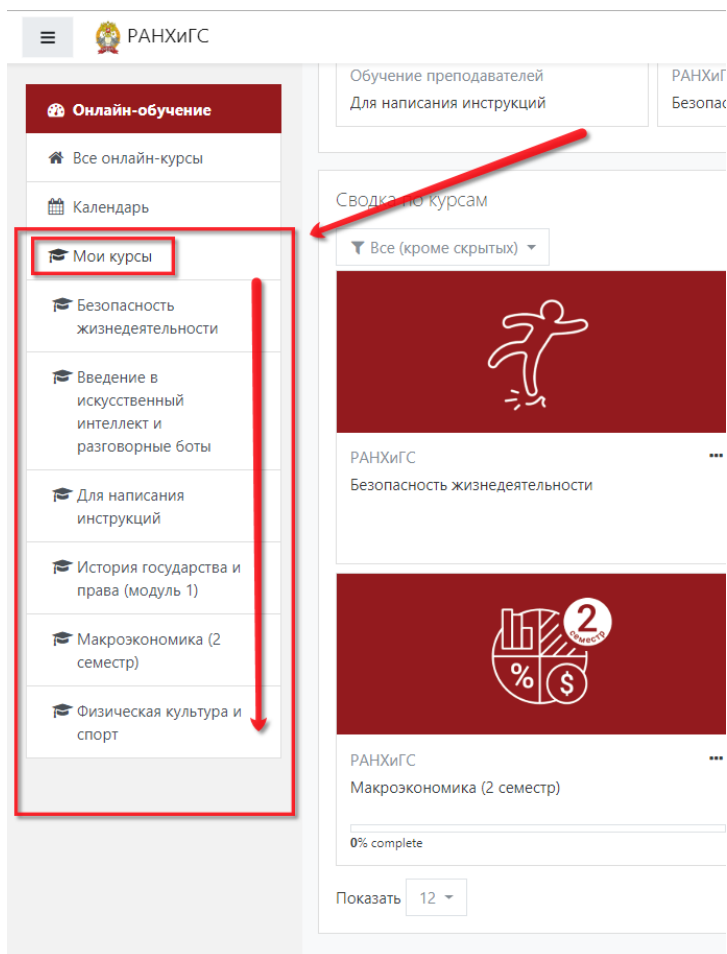 РАНХиГС
Онлайн-обучение
Все онлайн-курсы
Календарь
Мои курсы
Безопасность
жизнедеятельности
Введение в
искусственный
интеллект и
разговорные боты
Для написания
инструкций
История государства и
права (модуль 1)
Макроэкономика (2
семестр)
Физическая культура и
спорт
Обучение преподавателей
Для написания инструкций
Сводка по курсам
Все (кроме скрытых)
РАНХиГС
Безопасность жизнедеятельности
2
семестр
%
$
РАНХиГС
Макроэкономика (2 семестр)
0% complete
Показать 12